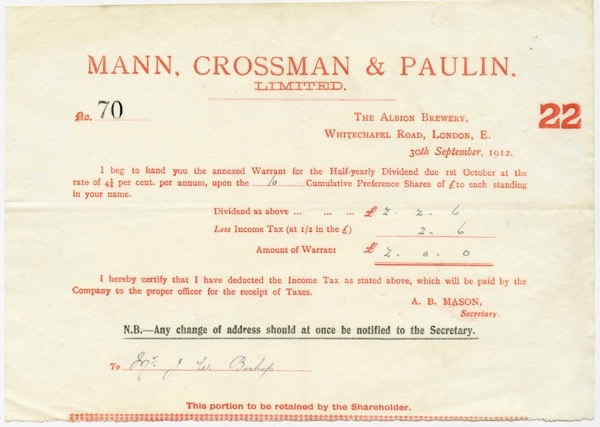 MANN, CROSSMAN & PAULIN.
LIMITED.
No. 70
22
THE ALBION BREWERY,
WHITECHAPEL ROAD, LONDON, E.
30th September, 1912.
I beg to hand you the annexed Warrant for the Half-yearly Dividend due 1st October at the
rate of 4¼ per cent. per annum, upon the 10 Cumulative Preference Shares of £10 each standing
in your name.
Dividend as above ... ... ... £ 2. 2. 6
Less Income Tax (at 1/2 in the £) 2. 6
Amount of Warrant £ 2. 0. 0
I hereby certify that I have deducted the Income Tax as stated above, which will be paid by the
Company to the proper officer for the receipt of Taxes.
A. B. MASON,
Secretary.
N.B.—Any change of address should at once be notified to the Secretary.
To Mr. J. W. Bishop
This portion to be retained by the Shareholder.